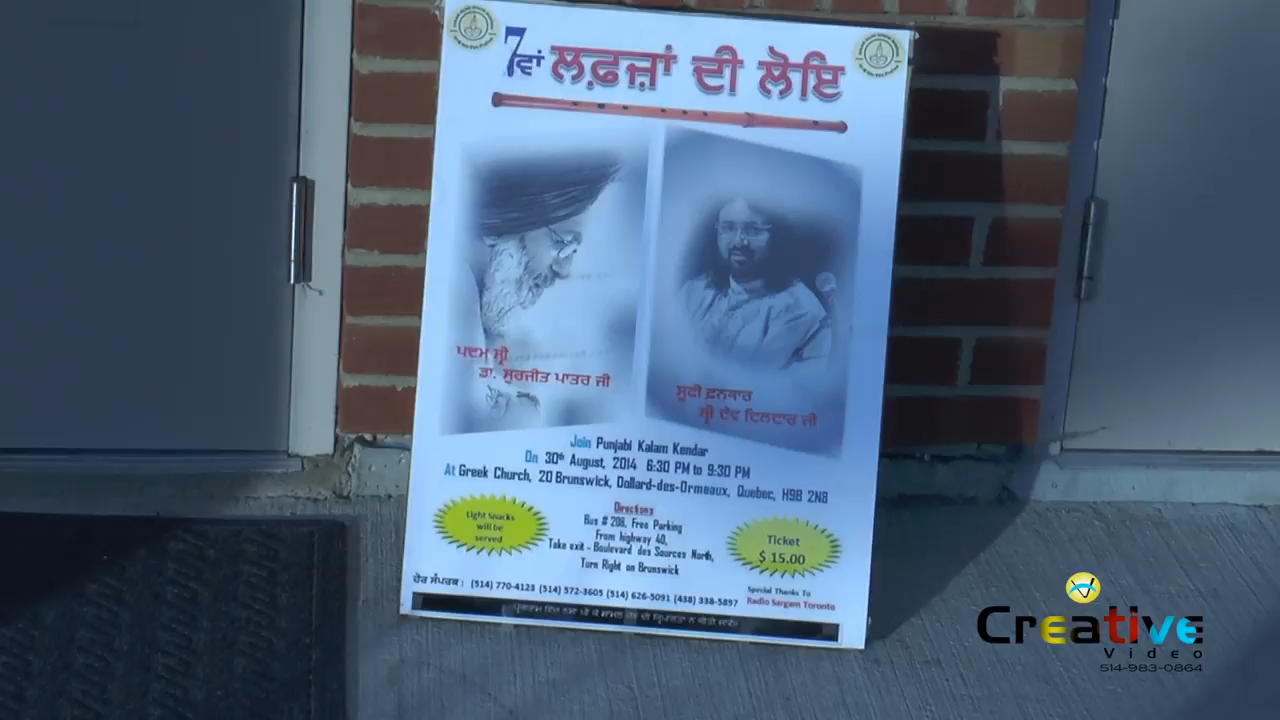 7ਵਾਂ ਲਫ਼ਜ਼ਾਂ ਦੀ ਲੋਇ
ਪਦਮ ਸ਼੍ਰੀ
ਡਾ. ਸੁਰਜੀਤ ਪਾਤਰ ਜੀ
ਸੂਫੀ ਫ਼ਨਕਾਰ
ਸ਼੍ਰੀ ਦੇਵ ਦਿਲਦਾਰ ਜੀ
Join Punjabi Kalam Kendar
On 30th August, 2014 6:30 PM to 9:30 PM
At Greek Church, 20 Brunswick, Dollard-des-Ormeaux, Quebec, H9B 2N8
Light Snacks
will be
served
Directions
Bus # 208, Free Parking
From highway 40,
Take exit - Boulevard des Sources North,
Turn Right on Brunswick
Ticket
$ 15.00
ਹੋਰ ਸੰਪਰਕ : (514) 770-4123 (514) 572-3605 (514) 626-5091 (438) 338-5897
Special Thanks To
Radio Sargam Toronto
Creative
Video
514-983-0864